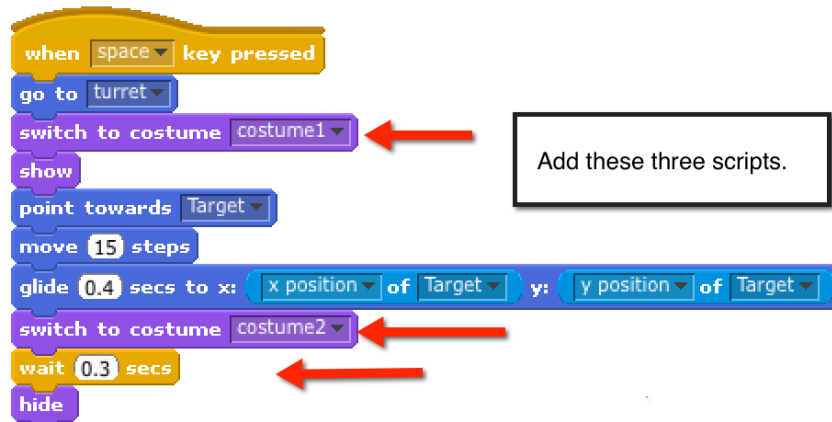 when space key pressed
go to turret
switch to costume costume1
Add these three scripts.
show
point towards Target
move 15 steps
glide 0.4 secs to x: x position of Target y: y position of Target
switch to costume costume2
wait 0.3 secs
hide